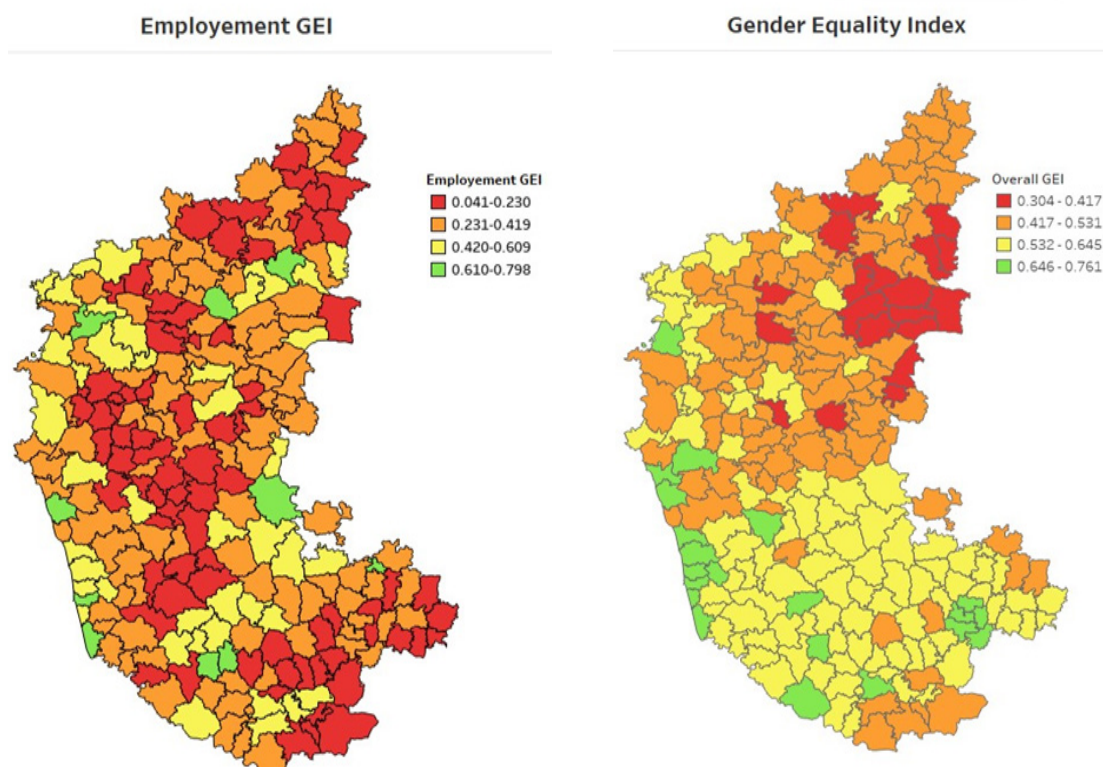 Employement GEI
Employement GEI
0.041-0.230
0.231-0.419
0.420-0.609
0.610-0.798
Gender Equality Index
Overall GEI
0.304 - 0.417
0.417 - 0.531
0.532 - 0.645
0.646 - 0.761